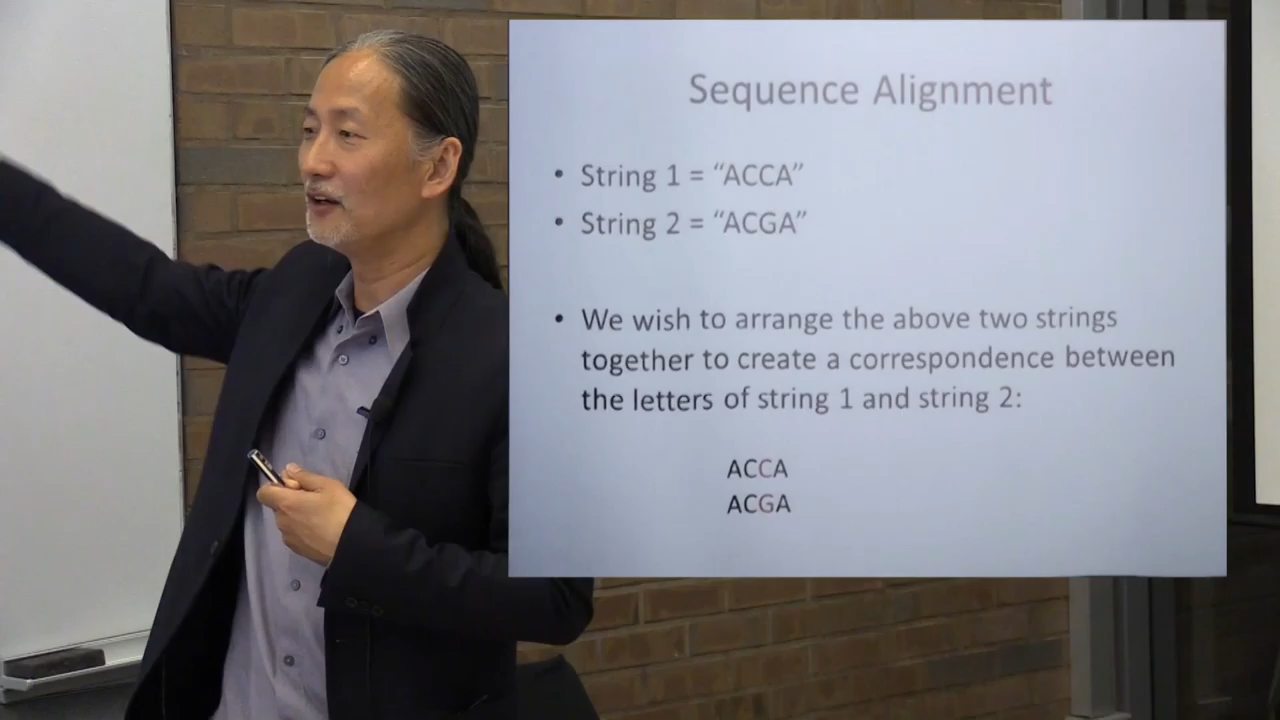 Sequence Alignment
• String 1 = “ACCA”
• String 2 = “ACGA”
• We wish to arrange the above two strings
together to create a correspondence between
the letters of string 1 and string 2:
ACCA
ACGA